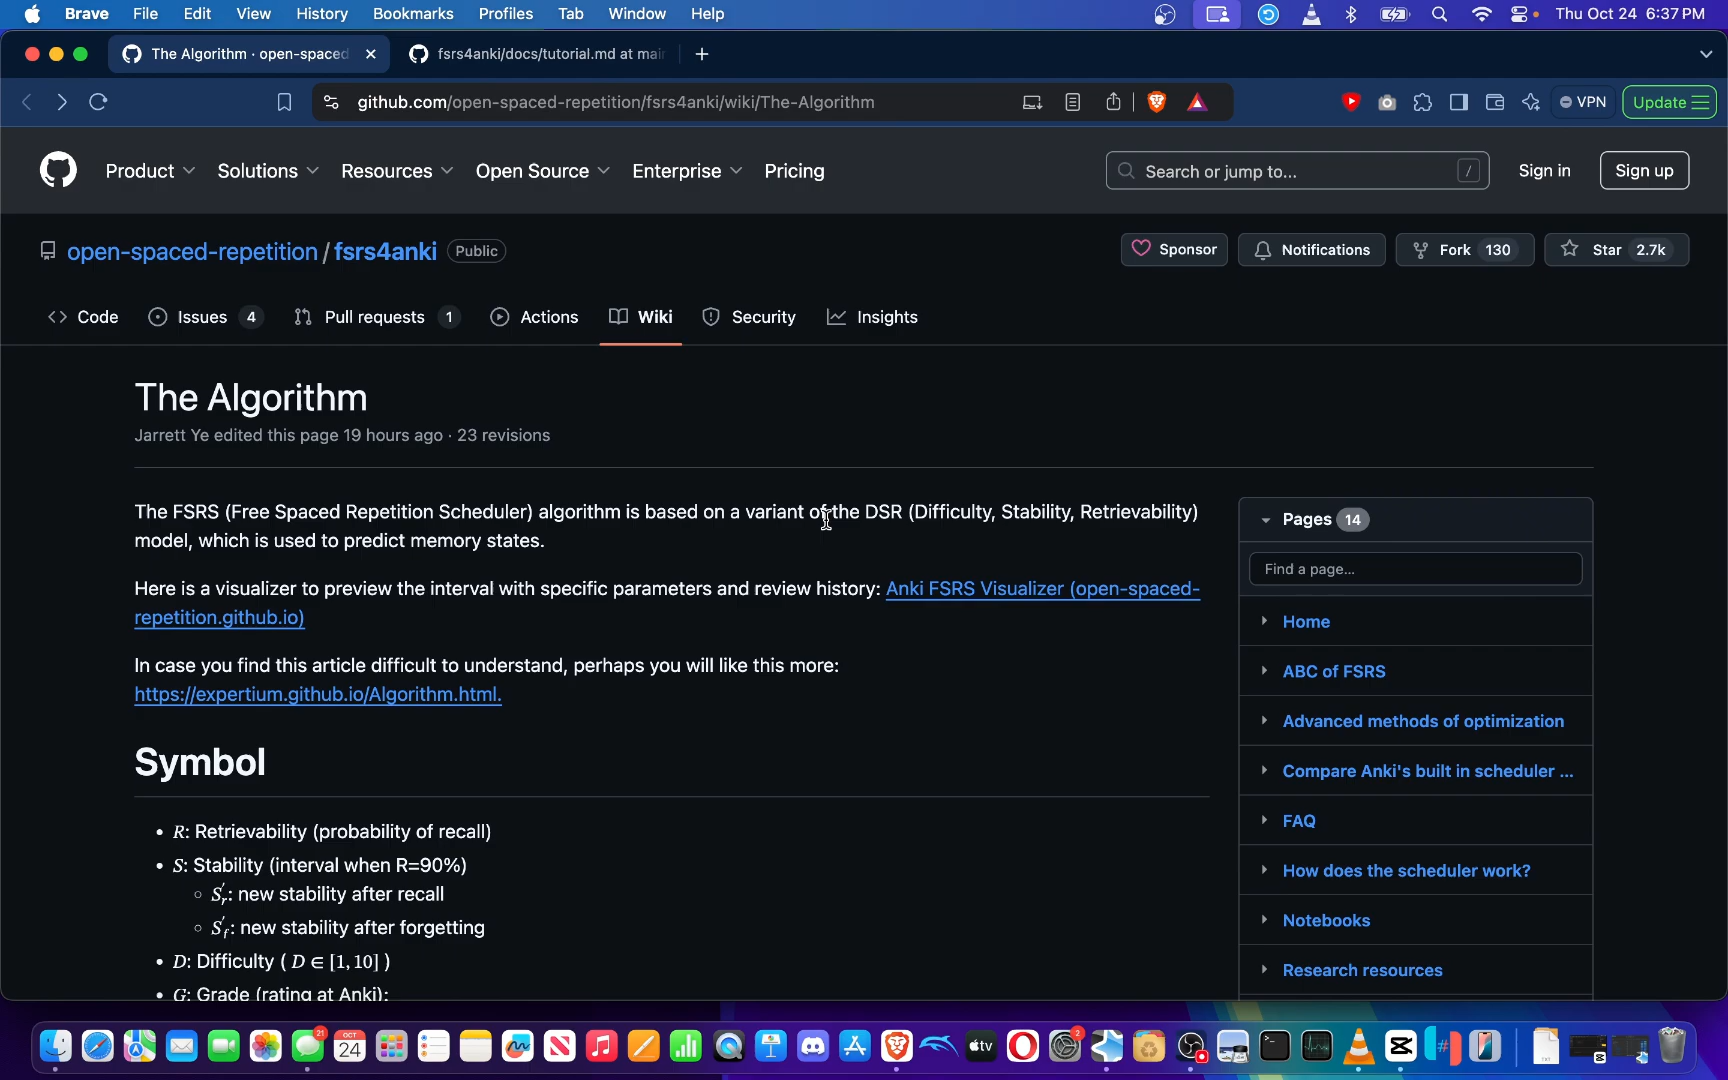 Brave File Edit View History Bookmarks Profiles Tab Window Help Thu Oct 24 6:37 PM
The Algorithm · open-spaced fsrs4anki/docs/tutorial.md at mai
github.com/open-spaced-repetition/fsrs4anki/wiki/The-Algorithm VPN Update
Product Solutions Resources Open Source Enterprise Pricing Search or jump to... / Sign in Sign up
open-spaced-repetition / fsrs4anki Public Sponsor Notifications Fork 130 Star 2.7k
Code Issues 4 Pull requests 1 Actions Wiki Security Insights
The Algorithm
Jarrett Ye edited this page 19 hours ago · 23 revisions
The FSRS (Free Spaced Repetition Scheduler) algorithm is based on a variant of the DSR (Difficulty, Stability, Retrievability)
model, which is used to predict memory states.
Here is a visualizer to preview the interval with specific parameters and review history: Anki FSRS Visualizer (open-spaced-
repetition.github.io)
In case you find this article difficult to understand, perhaps you will like this more:
https://expertium.github.io/Algorithm.html.
Symbol
• R: Retrievability (probability of recall)
• S: Stability (interval when R=90%)
◦ S′r: new stability after recall
◦ S′f: new stability after forgetting
• D: Difficulty ( D ∈ [1, 10] )
• G: Grade (rating at Anki):
Pages 14
Find a page...
Home
ABC of FSRS
Advanced methods of optimization
Compare Anki's built in scheduler ...
FAQ
How does the scheduler work?
Notebooks
Research resources
21
OCT
24
tv
2